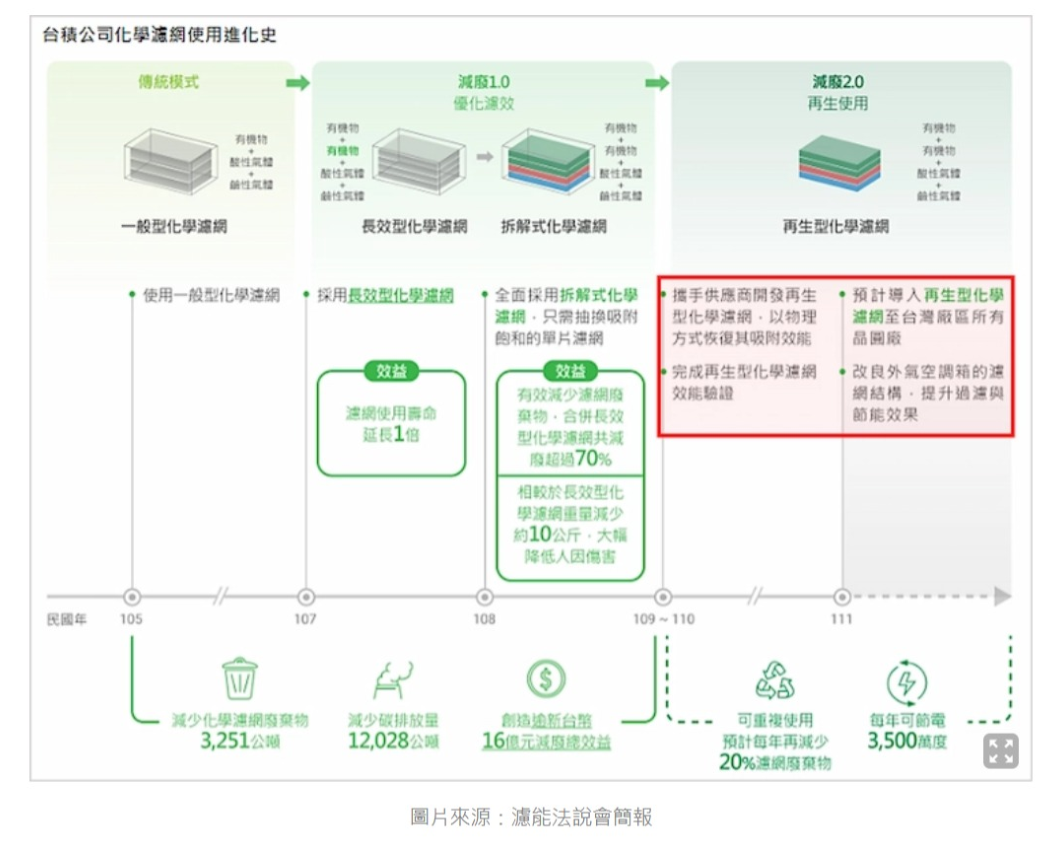 台積公司化學濾網使用進化史
傳統模式
減廢1.0
優化濾效
減廢2.0
再生使用
有機物
+
酸性氣體
+
鹼性氣體
有機物
+
有機物
+
酸性氣體
+
鹼性氣體
有機物
+
有機物
+
酸性氣體
+
鹼性氣體
有機物
+
有機物
+
酸性氣體
+
鹼性氣體
一般型化學濾網
長效型化學濾網
拆解式化學濾網
再生型化學濾網
使用一般型化學濾網
採用長效型化學濾網
效益
濾網使用壽命
延長1倍
全面採用拆解式化學
濾網,只需抽換吸附
飽和的單片濾網
效益
有效減少濾網廢
棄物,合併長效
型化學濾網共減
廢超過70%
相較於長效型化
學濾網重量減少
約10公斤,大幅
降低人因傷害
攜手供應商開發再生
型化學濾網,以物理
方式恢復其吸附效能
完成再生型化學濾網
效能驗證
預計導入再生型化學
濾網至台灣廠區所有
晶圓廠
改良外氣空調箱的濾
網結構,提升過濾與
節能效果
民國年
105
107
108
109 ~ 110
111
減少化學濾網廢棄物
3,251公噸
減少碳排放量
12,028公噸
創造逾新台幣
16億元減廢總效益
可重複使用
預計每年再減少
20%濾網廢棄物
每年可節電
3,500萬度
圖片來源:濾能法說會簡報